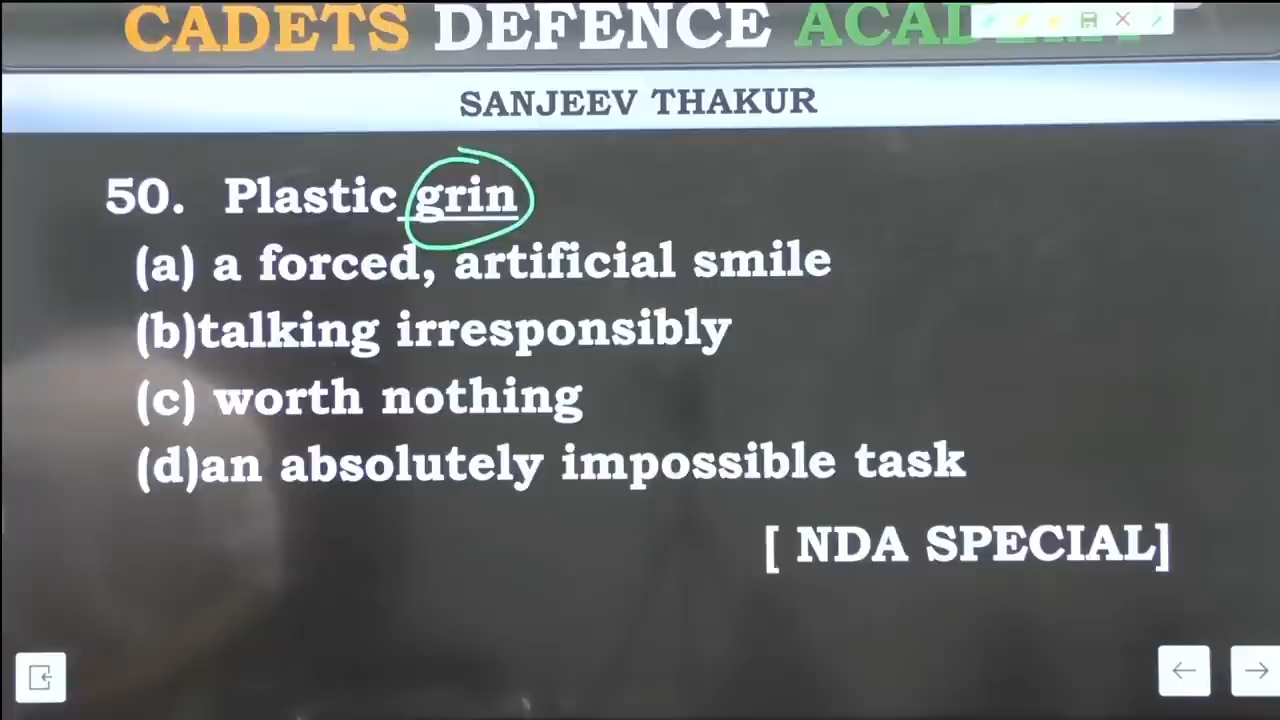 CADETS DEFENCE ACADEMY
SANJEEV THAKUR
50. Plastic grin
(a) a forced, artificial smile
(b)talking irresponsibly
(c) worth nothing
(d)an absolutely impossible task
[ NDA SPECIAL]